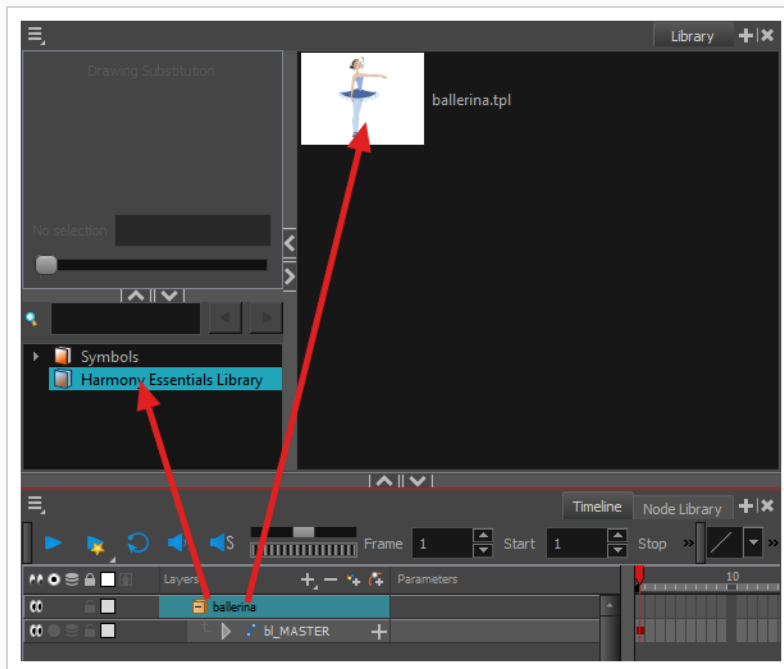 Library
Drawing Substitution
ballerina.tpl
No selection
Symbols
Harmony Essentials Library
Timeline
Node Library
S
Frame 1 Start 1 Stop
Layers Parameters 10
ballerina
bl_MASTER